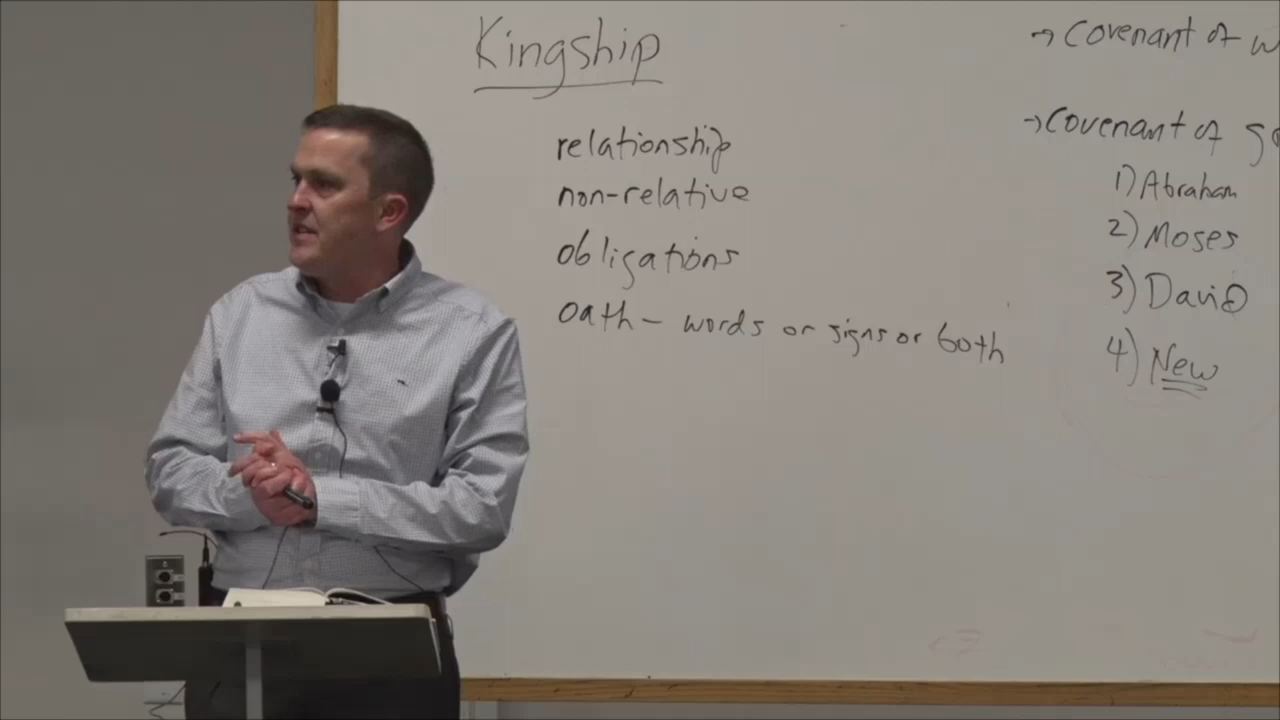 Kingship
relationship
non-relative
obligations
oath – words or signs or both
→ Covenant of
→ Covenant of
1) Abraham
2) Moses
3) David
4) New